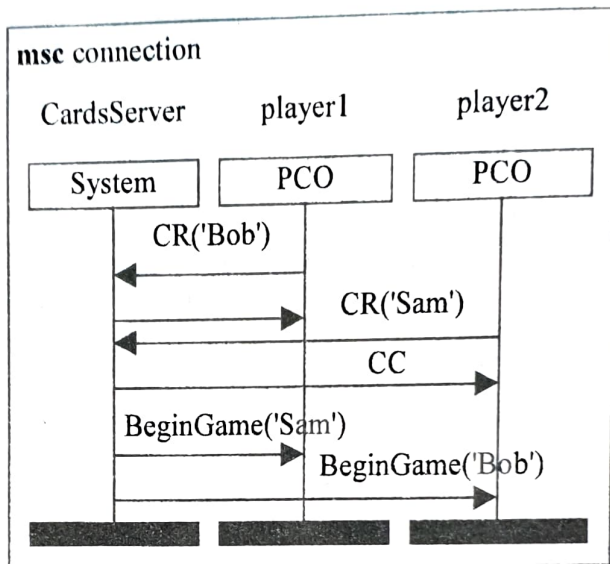 msc connection
CardsServer player1 player2
System PCO PCO
CR('Bob')
CR('Sam')
CC
BeginGame('Sam')
BeginGame('Bob')